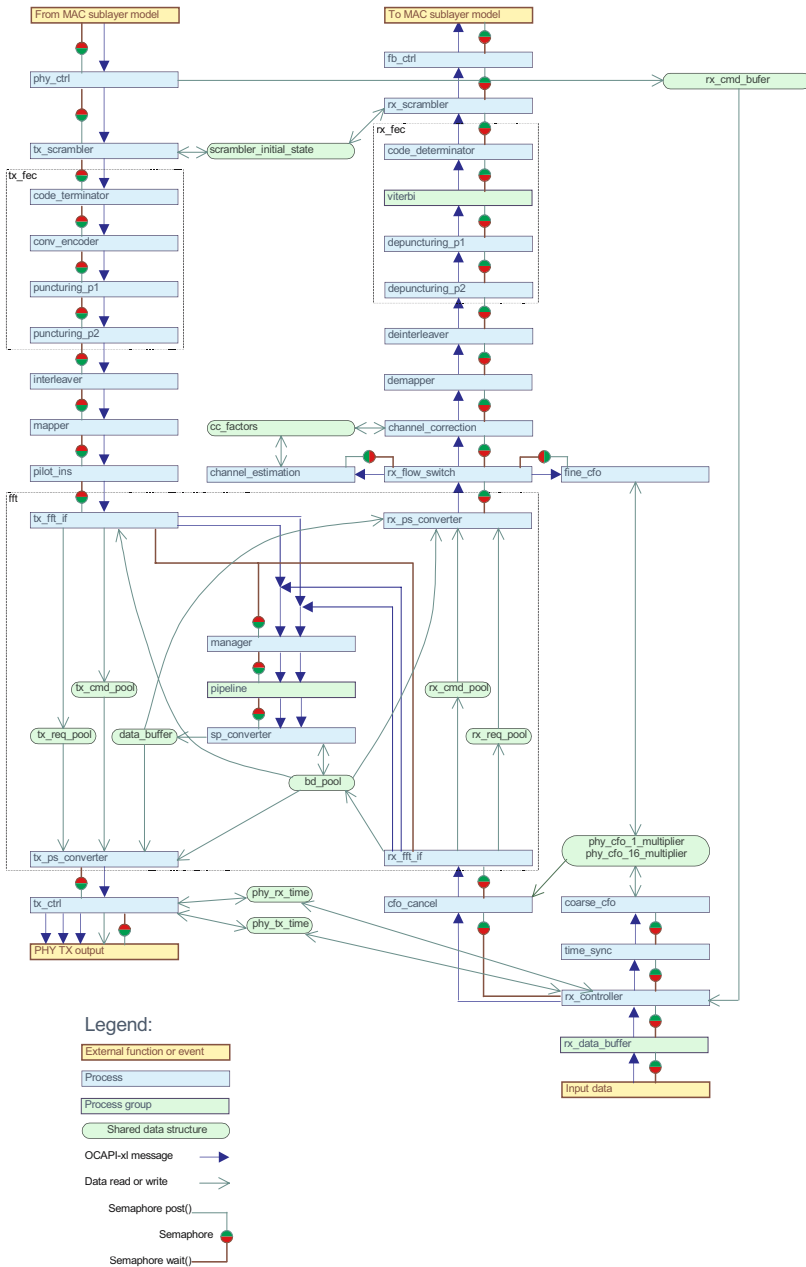 From MAC sublayer model
To MAC sublayer model
fb_ctrl
phy_ctrl
rx_cmd_bufer
rx_scrambler
rx_fec
tx_scrambler
scrambler_initial_state
code_determinator
tx_fec
code_terminator
viterbi
conv_encoder
depuncturing_p1
puncturing_p1
depuncturing_p2
puncturing_p2
deinterleaver
interleaver
demapper
mapper
cc_factors
channel_correction
pilot_ins
channel_estimation
rx_flow_switch
fine_cfo
fft
tx_fft_if
rx_ps_converter
manager
tx_cmd_pool
pipeline
rx_cmd_pool
tx_req_pool
data_buffer
sp_converter
rx_req_pool
bd_pool
phy_cfo_1_multiplier
phy_cfo_16_multiplier
tx_ps_converter
rx_fft_if
tx_ctrl
phy_rx_time
cfo_cancel
coarse_cfo
phy_tx_time
PHY TX output
time_sync
rx_controller
Legend:
rx_data_buffer
External function or event
Process
Input data
Process group
Shared data structure
OCAPI-xl message
Data read or write
Semaphore post()
Semaphore
Semaphore wait()